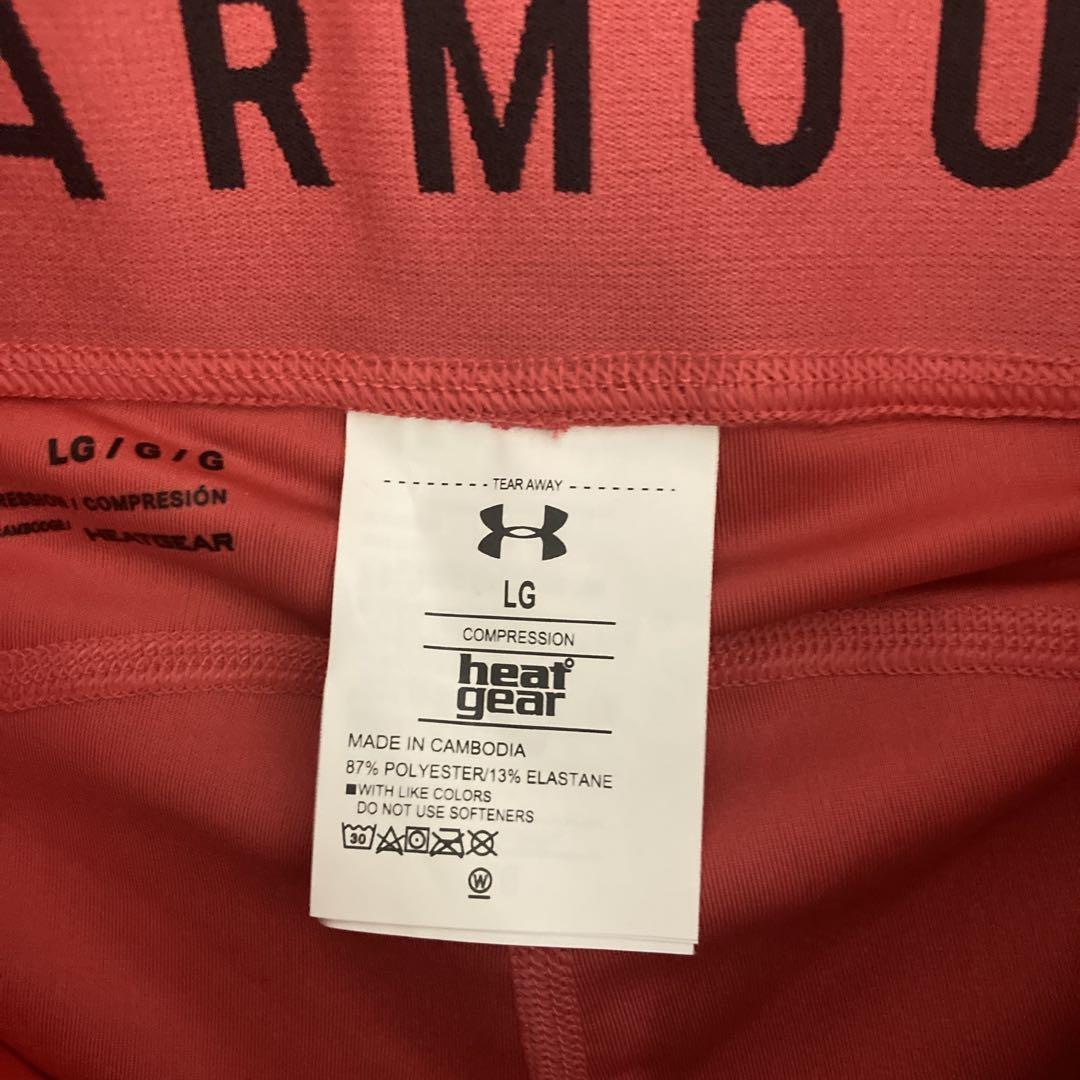 ARMOU
LG / G / G
COMPRESIÓN
HEATGEAR
TEAR AWAY
LG
COMPRESSION
heat
gear
MADE IN CAMBODIA
87% POLYESTER/13% ELASTANE
WITH LIKE COLORS
DO NOT USE SOFTENERS
30
W